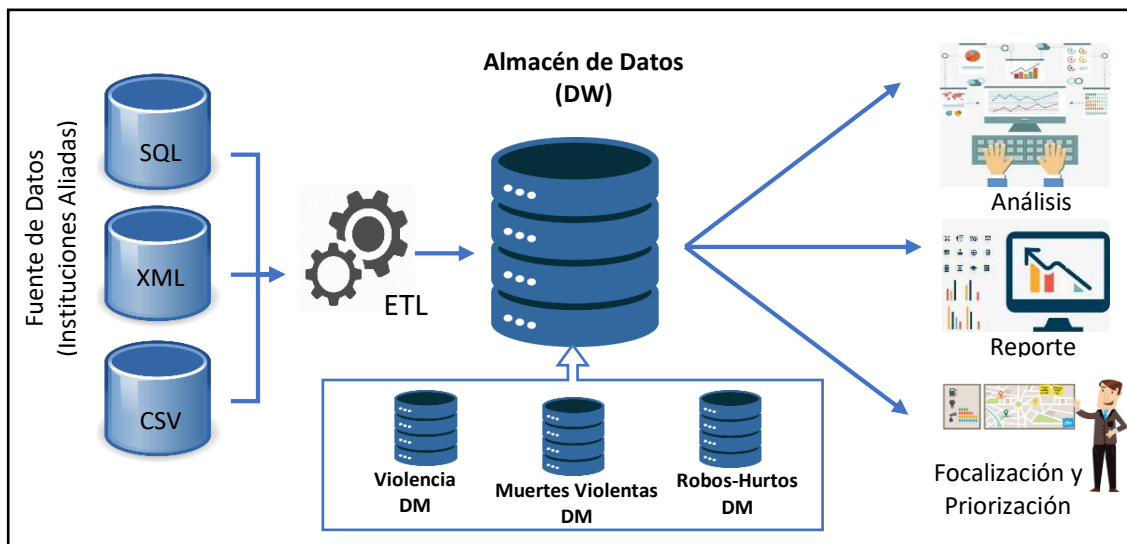 Fuente de Datos
(Instituciones Aliadas)
SQL
XML
CSV
ETL
Almacén de Datos
(DW)
Violencia
DM
Muertes Violentas
DM
Robos-Hurtos
DM
Análisis
Reporte
Focalización y
Priorización